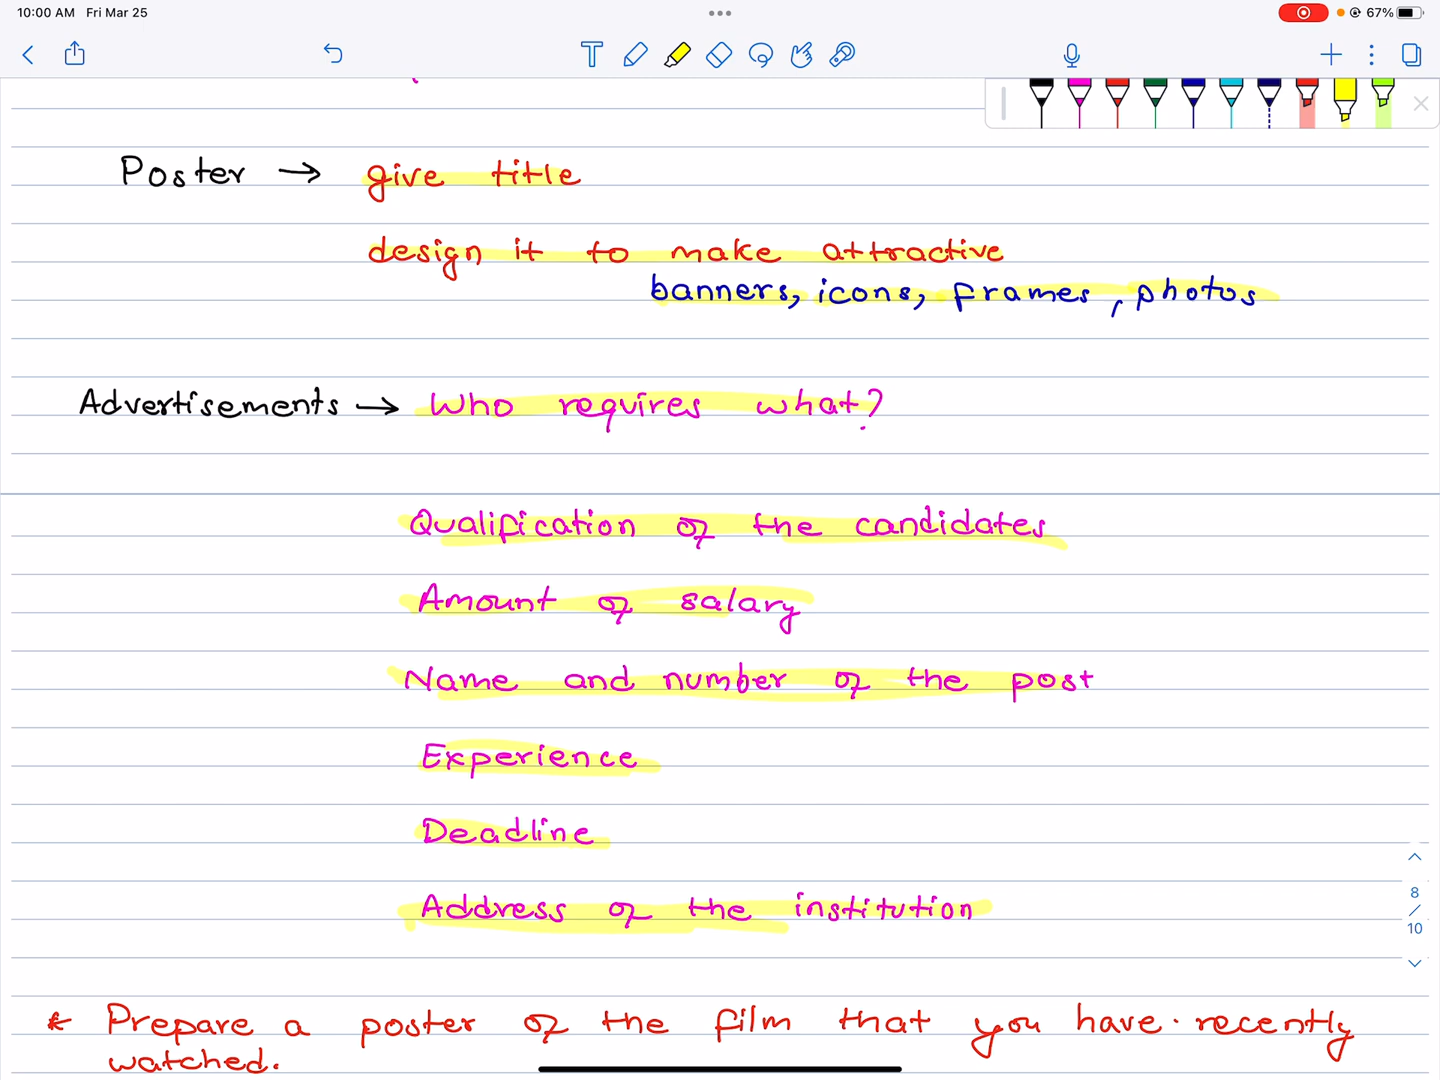 10:00 AM Fri Mar 25
67%
Poster → give title
design it to make attractive
banners, icons, frames, photos
Advertisements → Who requires what?
Qualification of the candidates
Amount of salary
Name and number of the post
Experience
Deadline
Address of the institution
8
/
10
* Prepare a poster of the film that you have recently
watched.